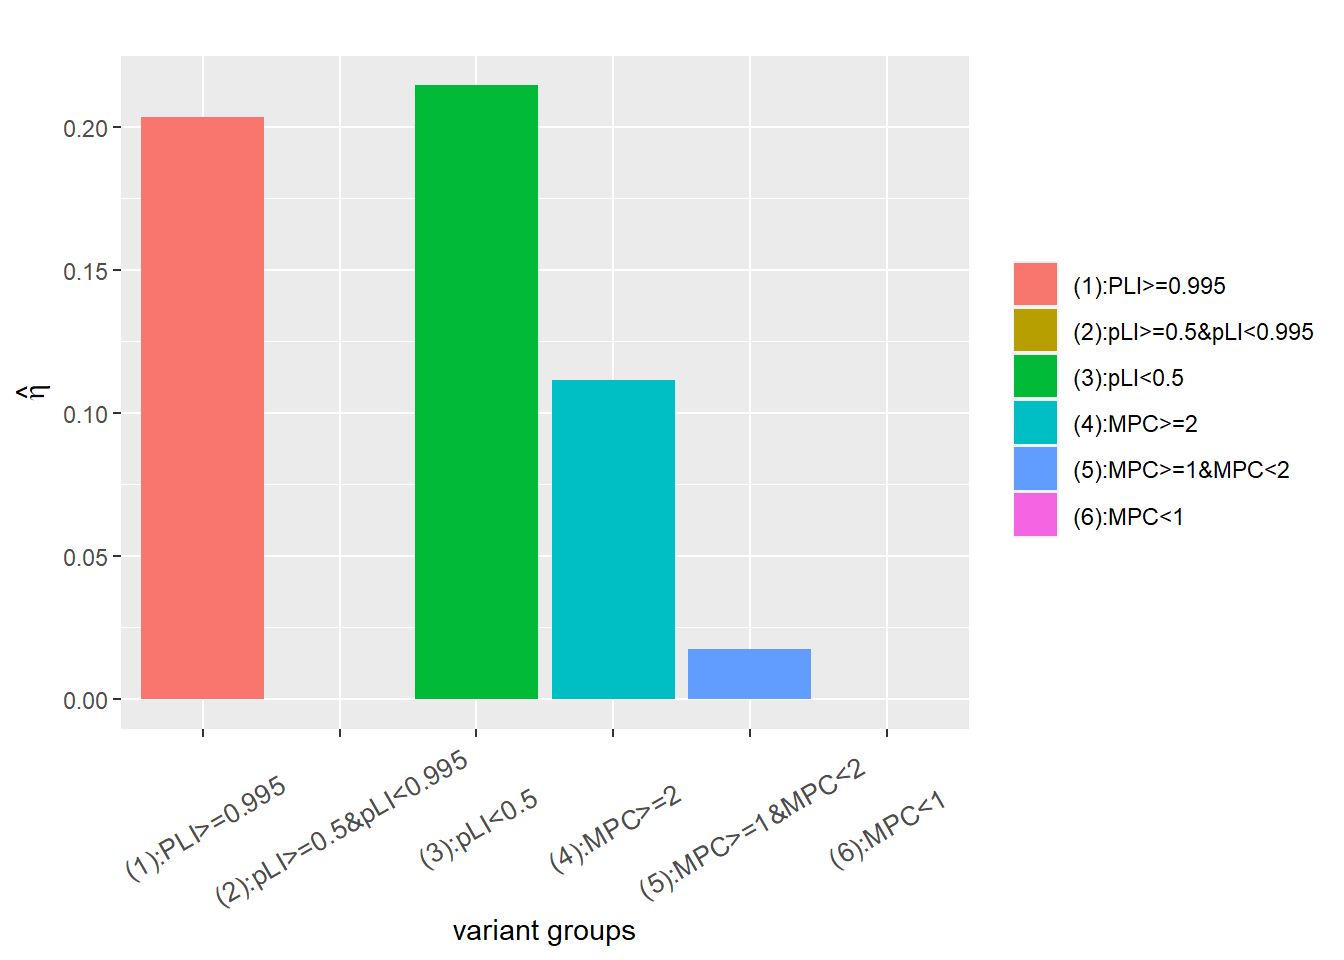 0.20
0.15
0.10
0.05
0.00
η̂
(1):PLI>=0.995
(2):pLI>=0.5&pLI<0.995
(3):pLI<0.5
(4):MPC>=2
(5):MPC>=1&MPC<2
(6):MPC<1
variant groups
(1):PLI>=0.995
(2):pLI>=0.5&pLI<0.995
(3):pLI<0.5
(4):MPC>=2
(5):MPC>=1&MPC<2
(6):MPC<1